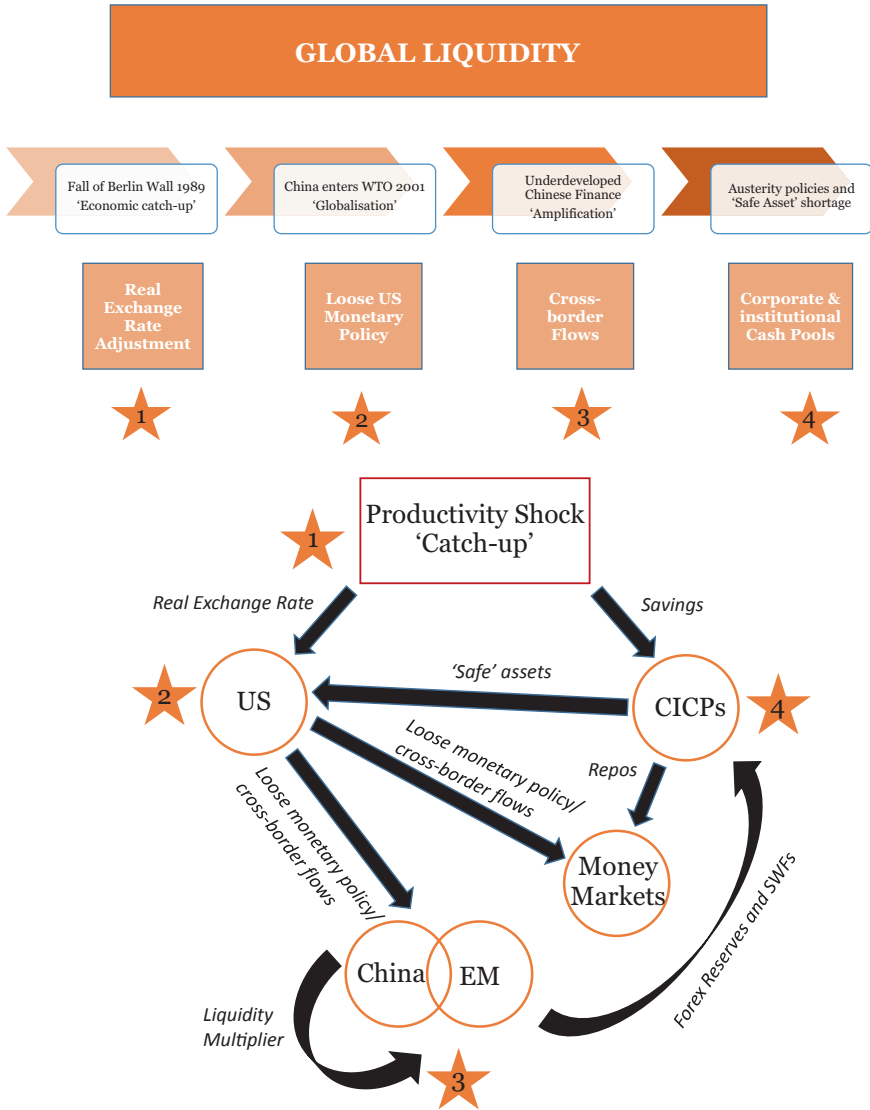 GLOBAL LIQUIDITY
Fall of Berlin Wall 1989
‘Economic catch-up’
China enters WTO 2001
‘Globalisation’
Underdeveloped
Chinese Finance
‘Amplification’
Austerity policies and
‘Safe Asset’ shortage
Real
Exchange
Rate
Adjustment
Loose US
Monetary
Policy
Cross-
border
Flows
Corporate &
institutional
Cash Pools
1
2
3
4
1
Productivity Shock
‘Catch-up’
Real Exchange Rate
Savings
2
US
‘Safe’ assets
CICPs
4
Loose monetary policy/
cross-border flows
Repos
Loose monetary policy/
cross-border flows
Money
Markets
Forex Reserves and SWFs
China
EM
Liquidity
Multiplier
3